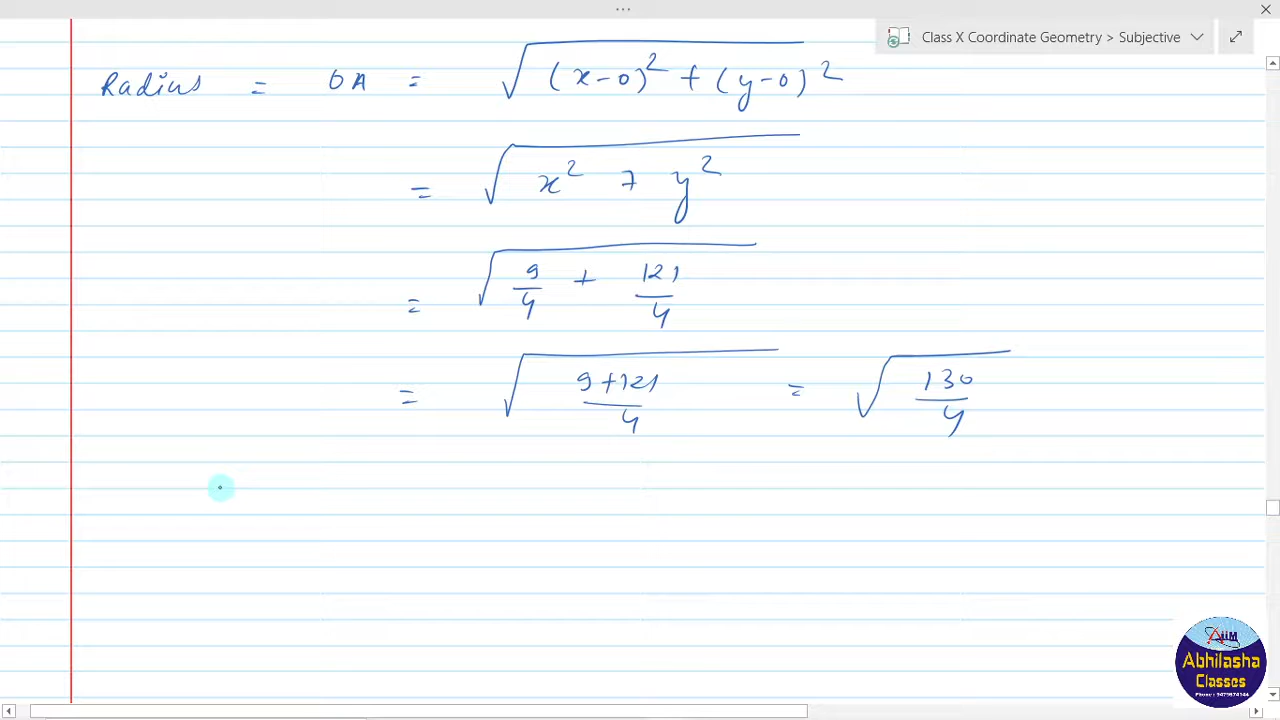 ...
Class X Coordinate Geometry > Subjective
Radius = OA = √((x-0)² + (y-0)²)
= √(x² + y²)
= √(9/4 + 121/4)
= √((9+121)/4) = √(130/4)
AIIM
Abhilasha
Classes